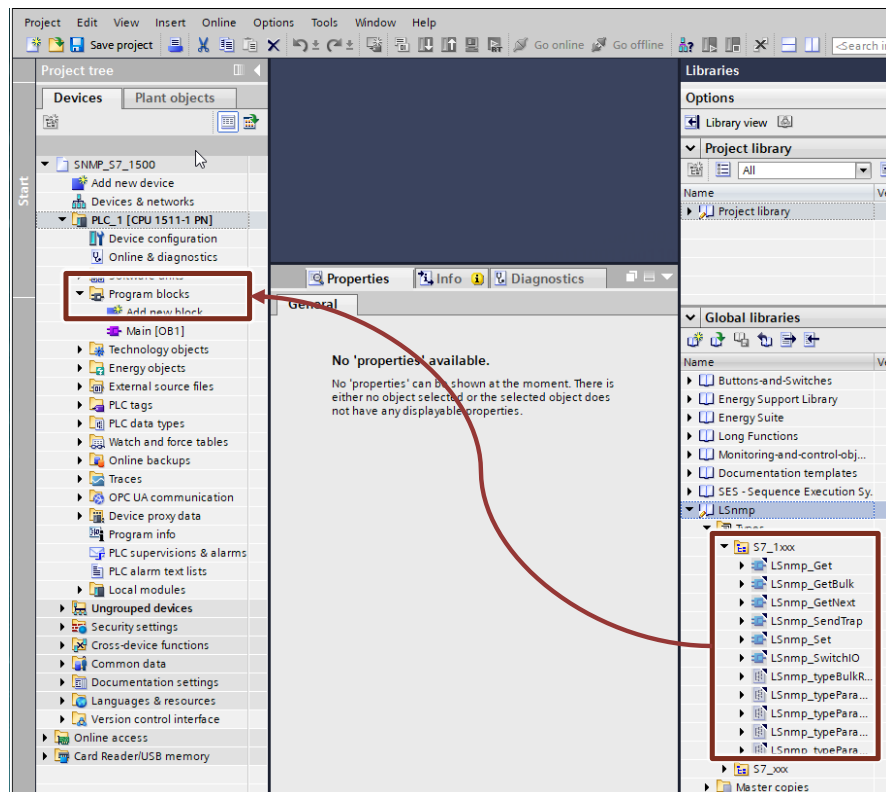 Project Edit View Insert Online Options Tools Window Help
Save project Go online Go offline
Start
Project tree
Devices Plant objects
SNMP_S7_1500
Add new device
Devices & networks
PLC_1 [CPU 1511-1 PN]
Device configuration
Online & diagnostics
Program blocks
Add new block
Main [OB1]
Technology objects
Energy objects
External source files
PLC tags
PLC data types
Watch and force tables
Online backups
Traces
OPC UA communication
Device proxy data
Program info
PLC supervisions & alarms
PLC alarm text lists
Local modules
Ungrouped devices
Security settings
Cross-device functions
Common data
Documentation settings
Languages & resources
Version control interface
Online access
Card Reader/USB memory
Properties Info Diagnostics
General
No 'properties' available.
No 'properties' can be shown at the moment. There is
either no object selected or the selected object does
not have any displayable properties.
Libraries
Options
Library view
Project library
All
Name
Project library
Global libraries
Name
Buttons-and-Switches
Energy Support Library
Energy Suite
Long Functions
Monitoring-and-control-obj...
Documentation templates
SES - Sequence Execution Sy.
LSnmp
Types
S7_1xxx
LSnmp_Get
LSnmp_GetBulk
LSnmp_GetNext
LSnmp_SendTrap
LSnmp_Set
LSnmp_SwitchIO
LSnmp_typeBulkR...
LSnmp_typePara...
LSnmp_typePara...
LSnmp_typePara...
LSnmp_typePara...
S7_xxx
Master copies